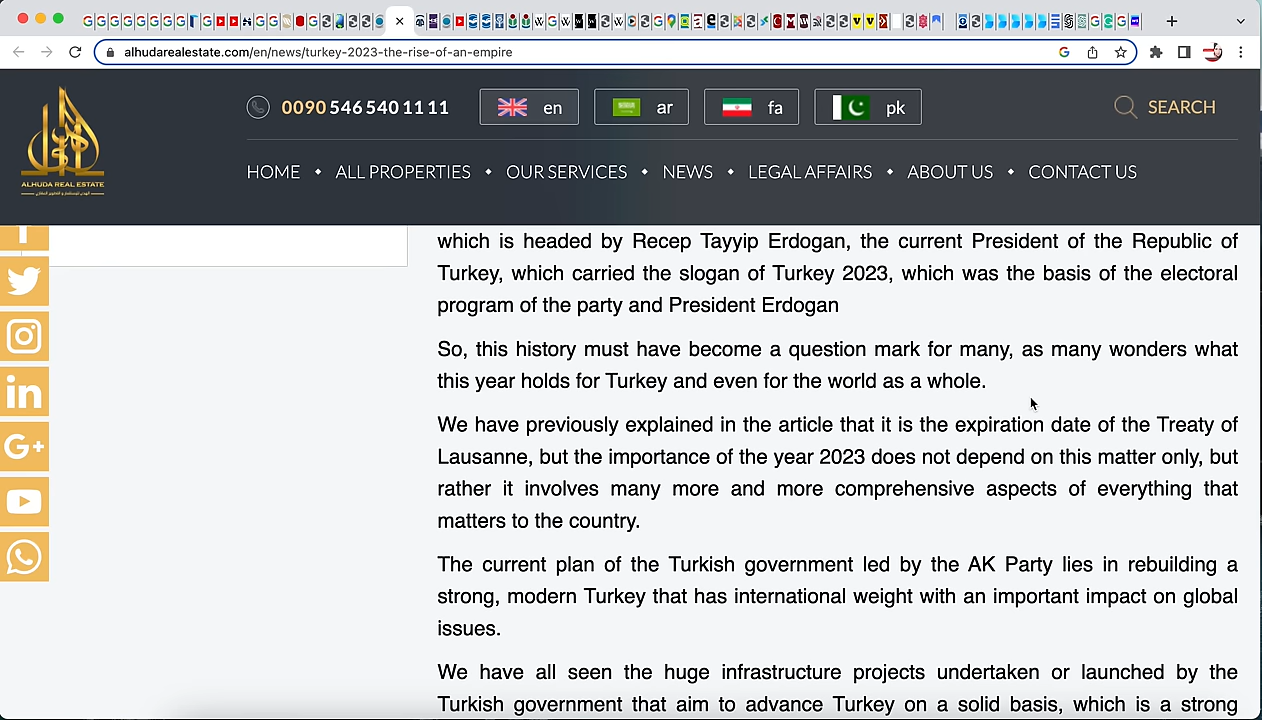 alhudarealestate.com/en/news/turkey-2023-the-rise-of-an-empire
0090 546 540 11 11
en
ar
fa
pk
SEARCH
ALHUDA REAL ESTATE
HOME • ALL PROPERTIES • OUR SERVICES • NEWS • LEGAL AFFAIRS • ABOUT US • CONTACT US
which is headed by Recep Tayyip Erdogan, the current President of the Republic of
Turkey, which carried the slogan of Turkey 2023, which was the basis of the electoral
program of the party and President Erdogan
So, this history must have become a question mark for many, as many wonders what
this year holds for Turkey and even for the world as a whole.
We have previously explained in the article that it is the expiration date of the Treaty of
Lausanne, but the importance of the year 2023 does not depend on this matter only, but
rather it involves many more and more comprehensive aspects of everything that
matters to the country.
The current plan of the Turkish government led by the AK Party lies in rebuilding a
strong, modern Turkey that has international weight with an important impact on global
issues.
We have all seen the huge infrastructure projects undertaken or launched by the
Turkish government that aim to advance Turkey on a solid basis, which is a strong